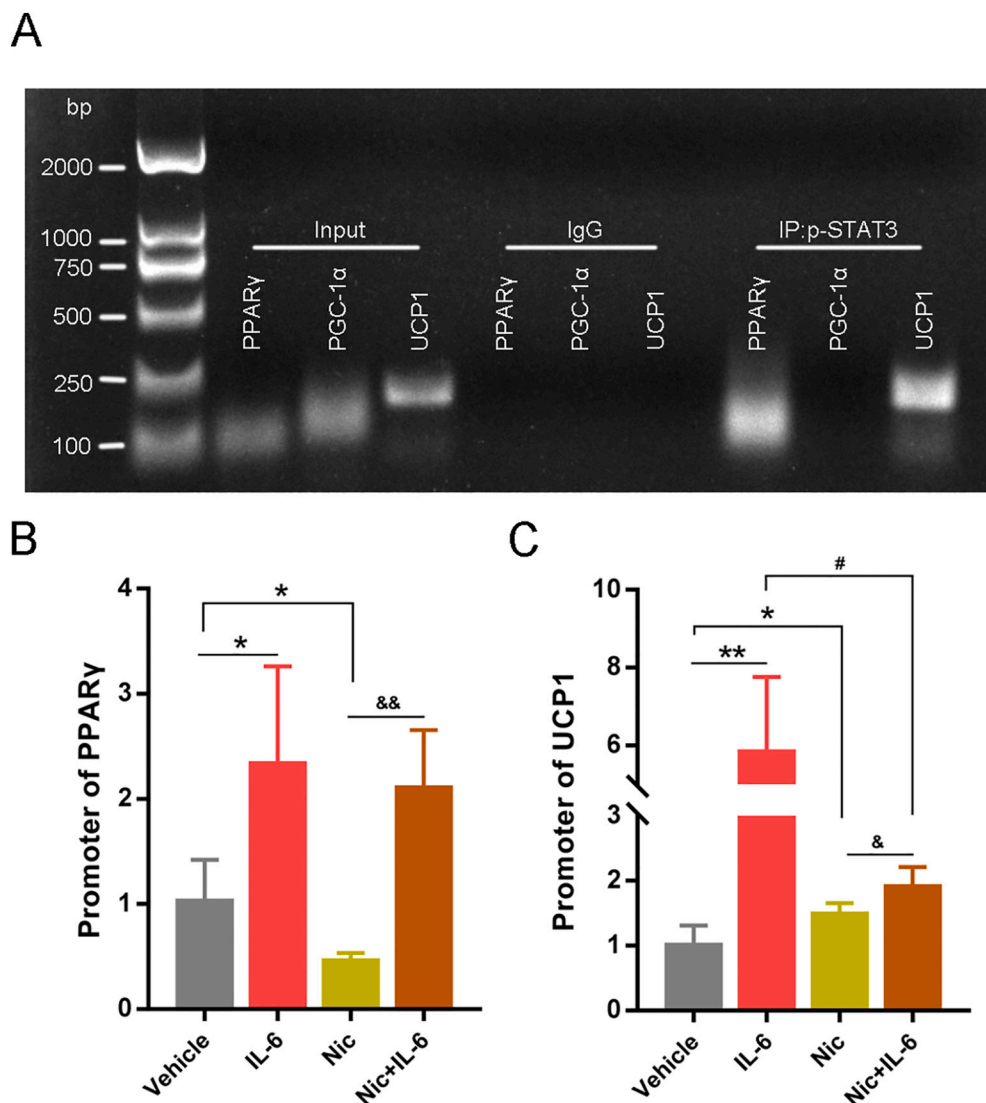 A
bp
2000
1000
750
500
250
100
Input
IgG
IP:p-STAT3
PPARγ
PGC-1α
UCP1
PPARγ
PGC-1α
UCP1
PPARγ
PGC-1α
UCP1
B
Promoter of PPARγ
4
3
2
1
0
*
*
&&
Vehicle
IL-6
Nic
Nic+IL-6
C
Promoter of UCP1
10
8
6
3
2
1
0
#
*
**
&
Vehicle
IL-6
Nic
Nic+IL-6